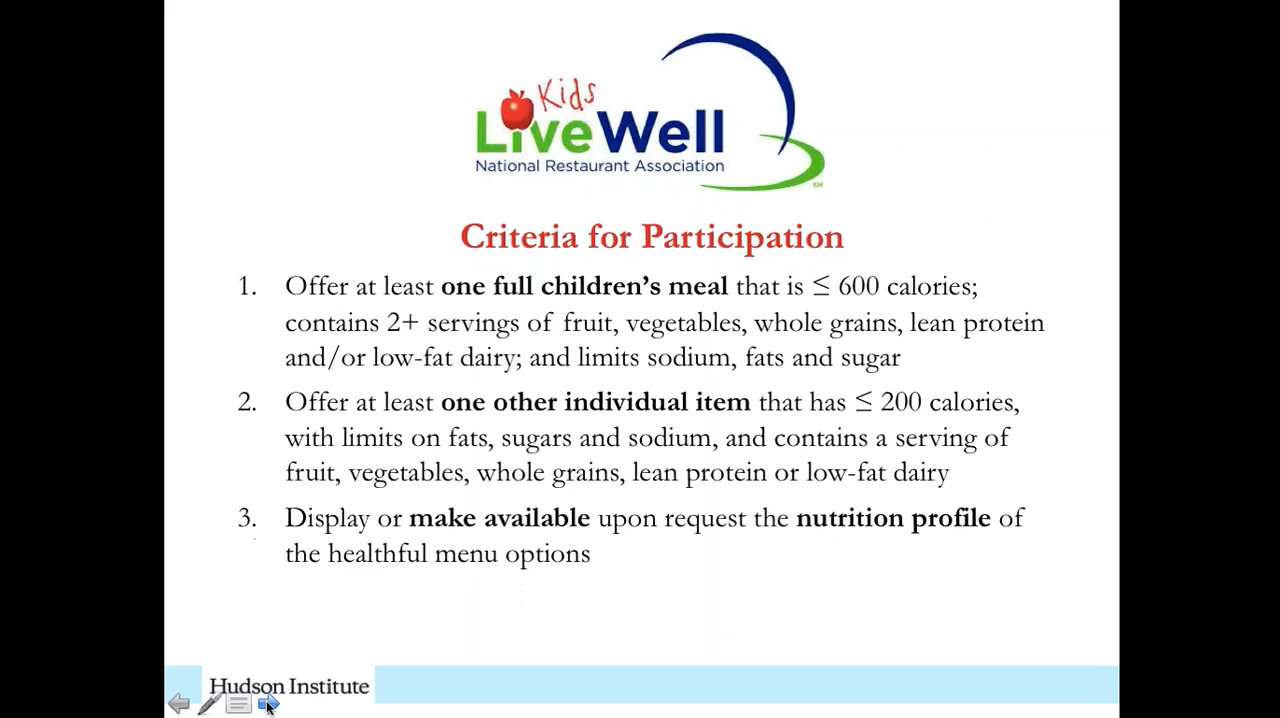 Kids
LiveWell
National Restaurant Association
SM
Criteria for Participation
1. Offer at least one full children’s meal that is ≤ 600 calories;
contains 2+ servings of fruit, vegetables, whole grains, lean protein
and/or low-fat dairy; and limits sodium, fats and sugar
2. Offer at least one other individual item that has ≤ 200 calories,
with limits on fats, sugars and sodium, and contains a serving of
fruit, vegetables, whole grains, lean protein or low-fat dairy
3. Display or make available upon request the nutrition profile of
the healthful menu options
Hudson Institute